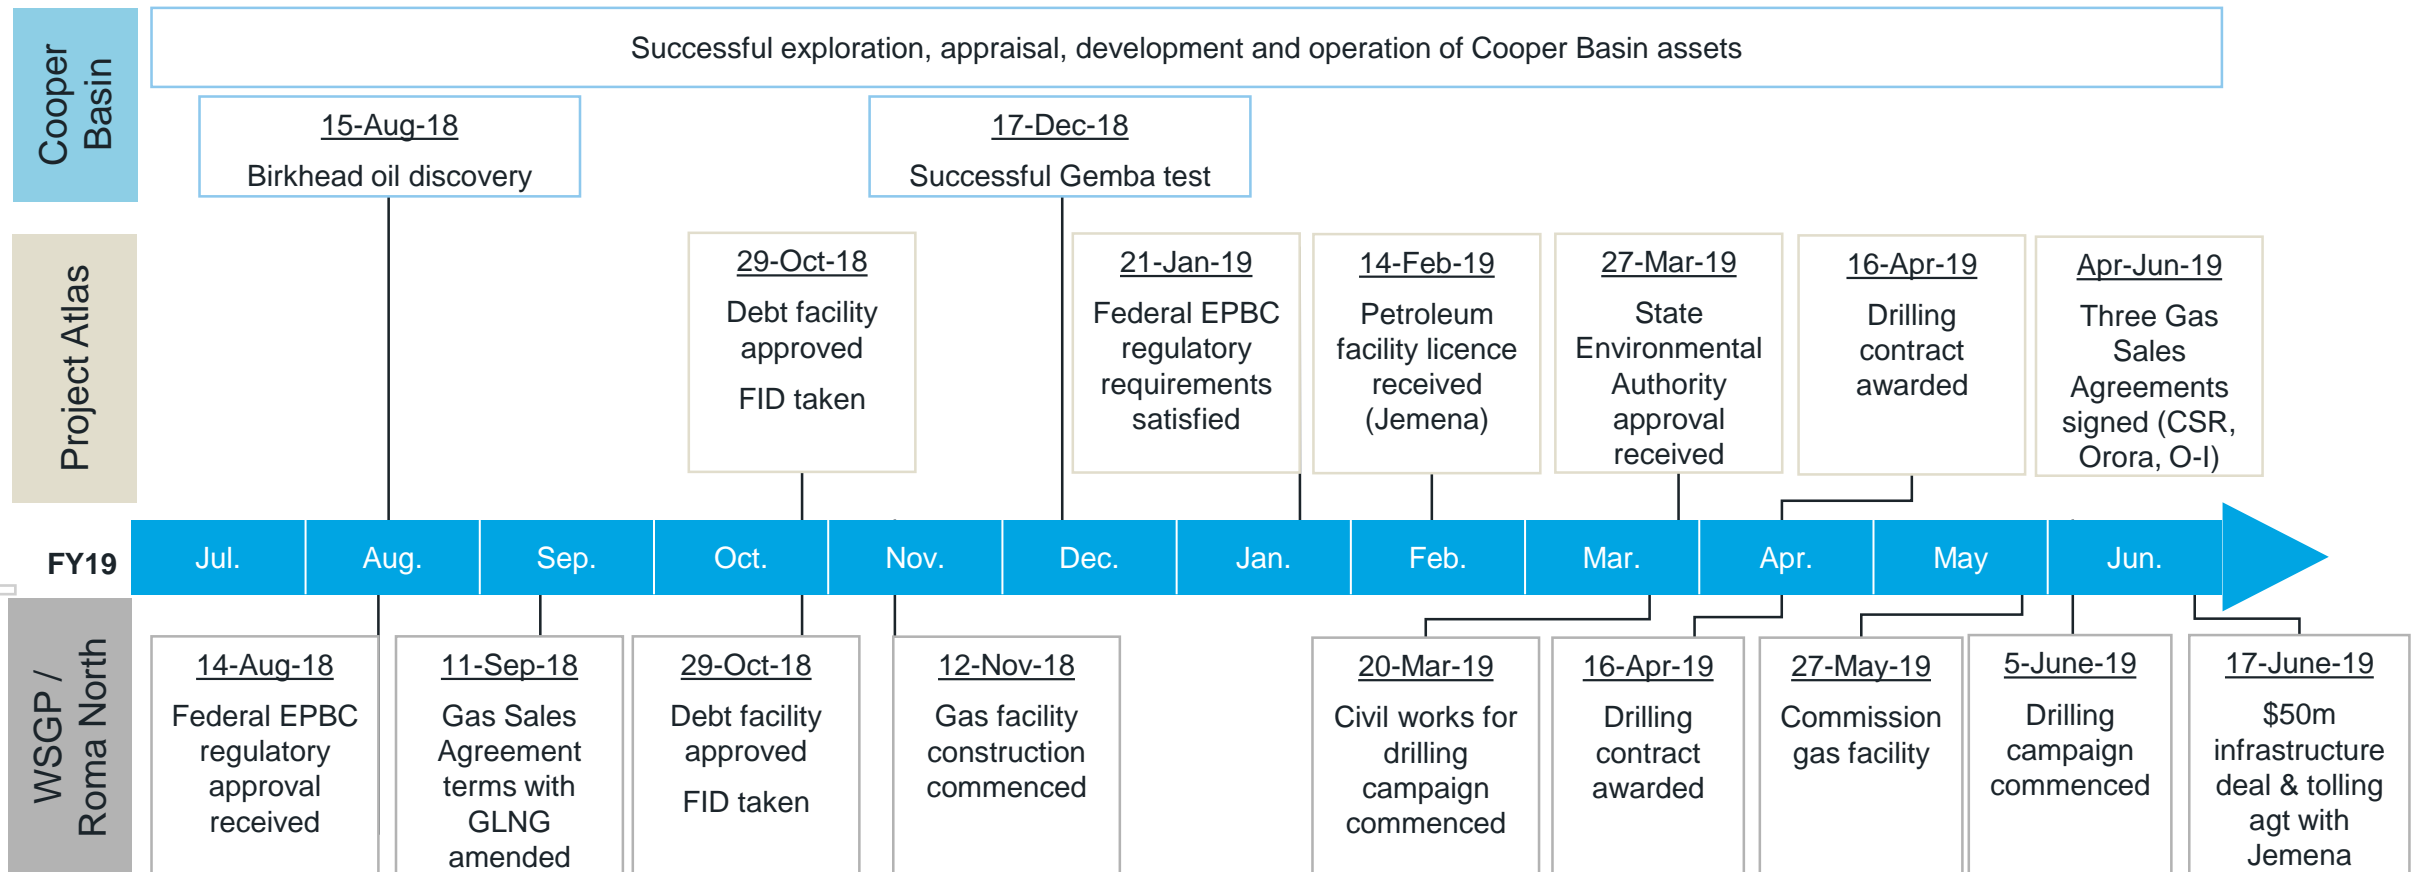 Cooper
Basin
Successful exploration, appraisal, development and operation of Cooper Basin assets
15-Aug-18
Birkhead oil discovery
17-Dec-18
Successful Gemba test
Project Atlas
29-Oct-18
Debt facility
approved
FID taken
21-Jan-19
Federal EPBC
regulatory
requirements
satisfied
14-Feb-19
Petroleum
facility licence
received
(Jemena)
27-Mar-19
State
Environmental
Authority
approval
received
16-Apr-19
Drilling
contract
awarded
Apr-Jun-19
Three Gas
Sales
Agreements
signed (CSR,
Orora, O-I)
FY19
Jul.
Aug.
Sep.
Oct.
Nov.
Dec.
Jan.
Feb.
Mar.
Apr.
May
Jun.
WSGP /
Roma North
14-Aug-18
Federal EPBC
regulatory
approval
received
11-Sep-18
Gas Sales
Agreement
terms with
GLNG
amended
29-Oct-18
Debt facility
approved
FID taken
12-Nov-18
Gas facility
construction
commenced
20-Mar-19
Civil works for
drilling
campaign
commenced
16-Apr-19
Drilling
contract
awarded
27-May-19
Commission
gas facility
5-June-19
Drilling
campaign
commenced
17-June-19
$50m
infrastructure
deal & tolling
agt with
Jemena